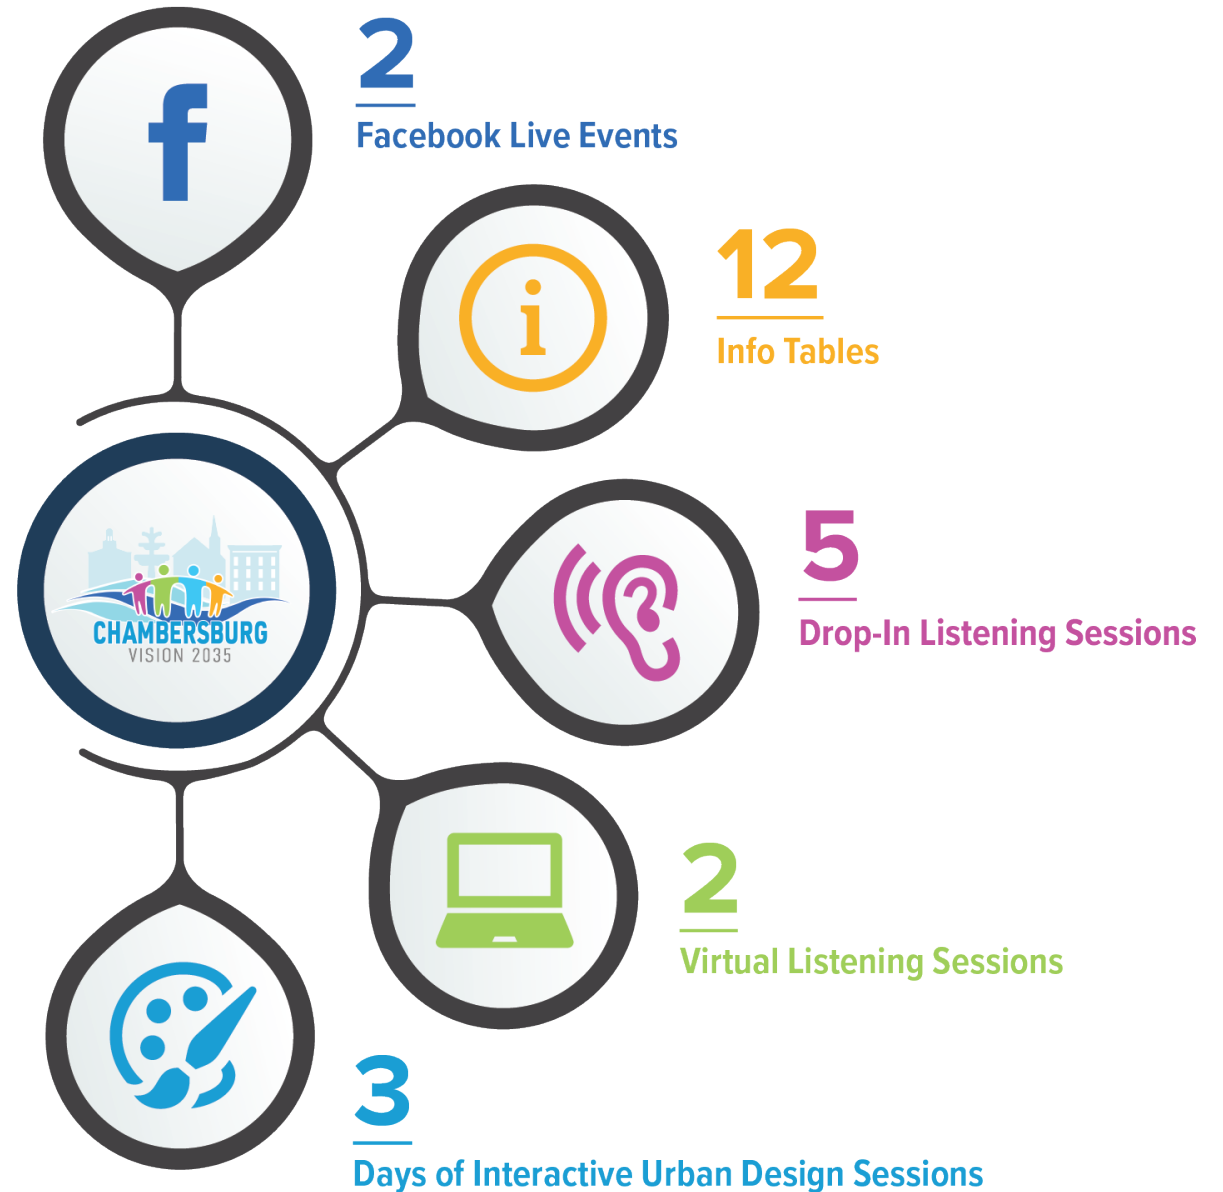 2
Facebook Live Events
12
Info Tables
5
Drop-In Listening Sessions
CHAMBERSBURG
VISION 2035
2
Virtual Listening Sessions
3
Days of Interactive Urban Design Sessions